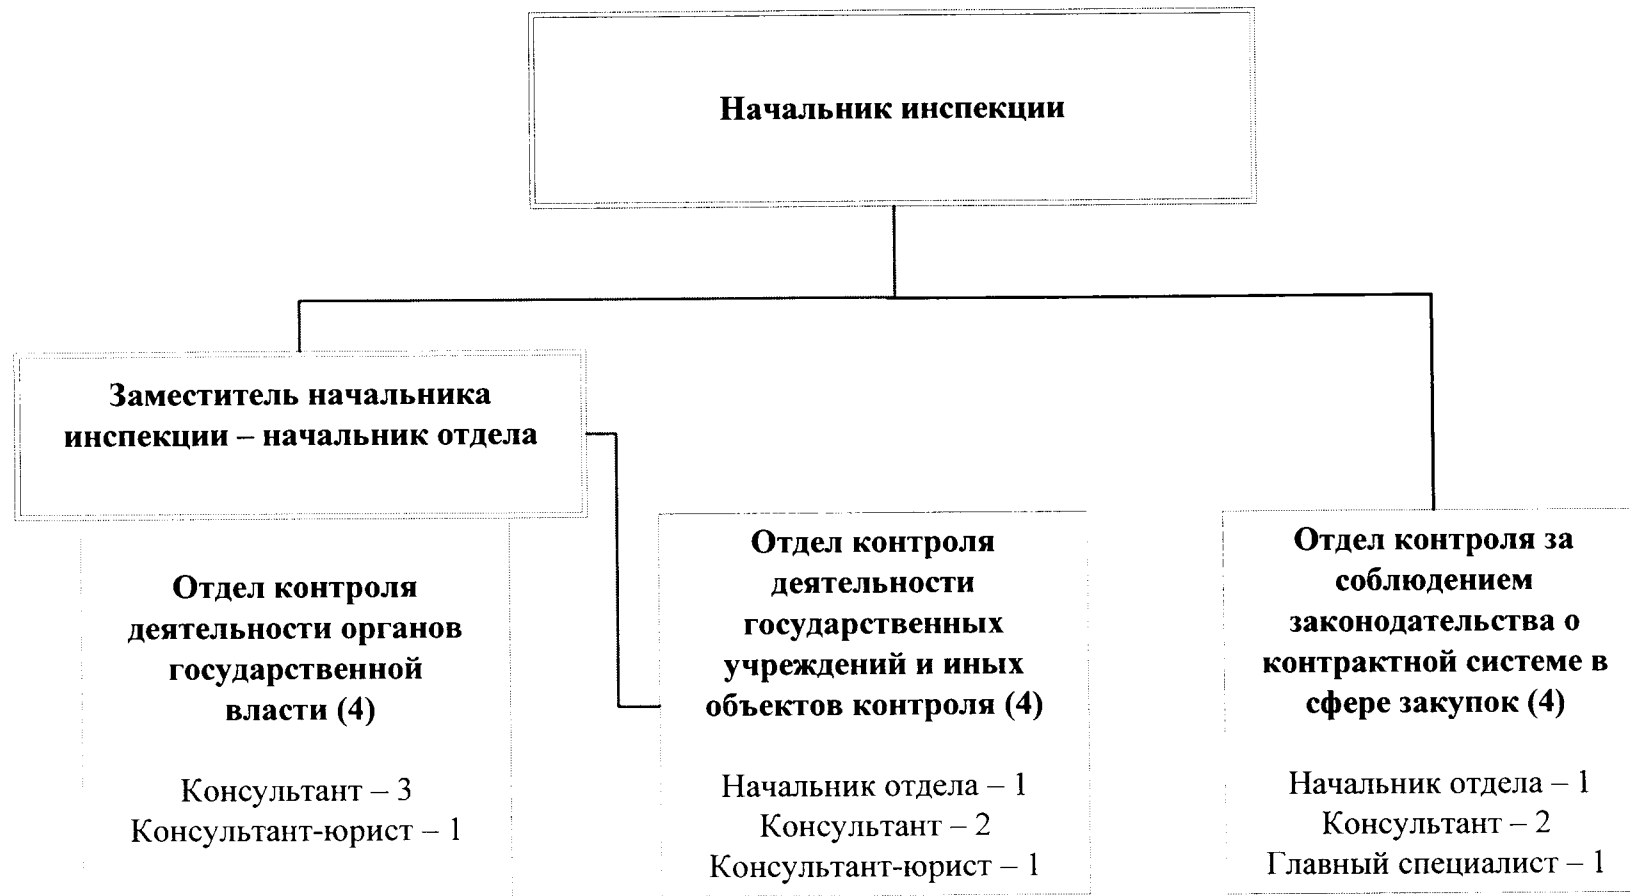 Начальник инспекции
Заместитель начальника
инспекции – начальник отдела
Отдел контроля
деятельности органов
государственной
власти (4)
Консультант – 3
Консультант-юрист – 1
Отдел контроля
деятельности
государственных
учреждений и иных
объектов контроля (4)
Начальник отдела – 1
Консультант – 2
Консультант-юрист – 1
Отдел контроля за
соблюдением
законодательства о
контрактной системе в
сфере закупок (4)
Начальник отдела – 1
Консультант – 2
Главный специалист – 1